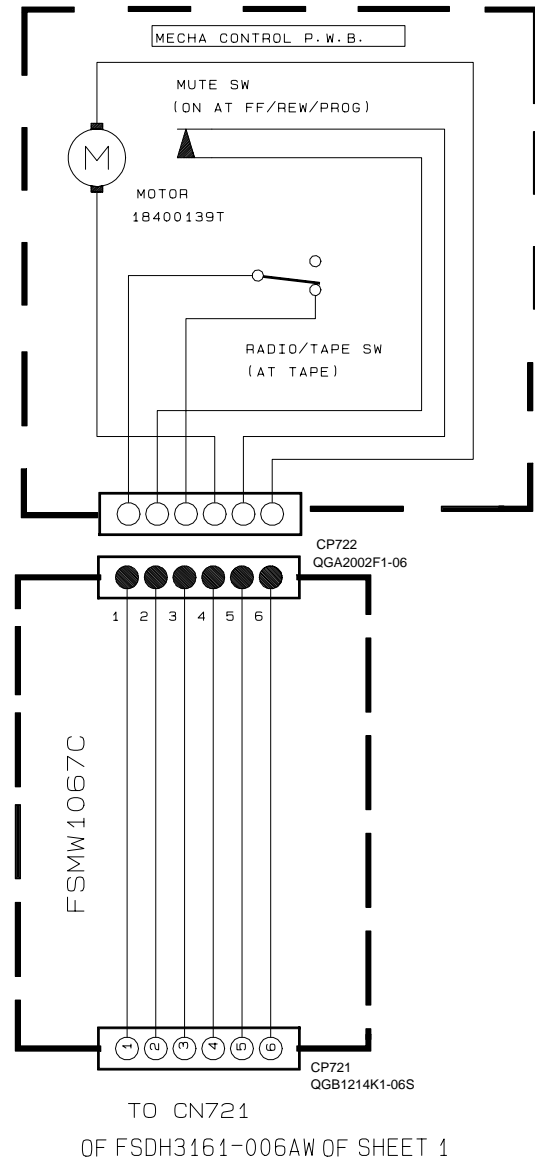 MECHA CONTROL P.W.B.
MUTE SW
(ON AT FF/REW/PROG)
M
MOTOR
18400139T
RADIO/TAPE SW
(AT TAPE)
CP722
QGA2002F1-06
1 2 3 4 5 6
FSMW1067C
1 2 3 4 5 6
CP721
QGB1214K1-06S
TO CN721
OF FSDH3161-006AW OF SHEET 1